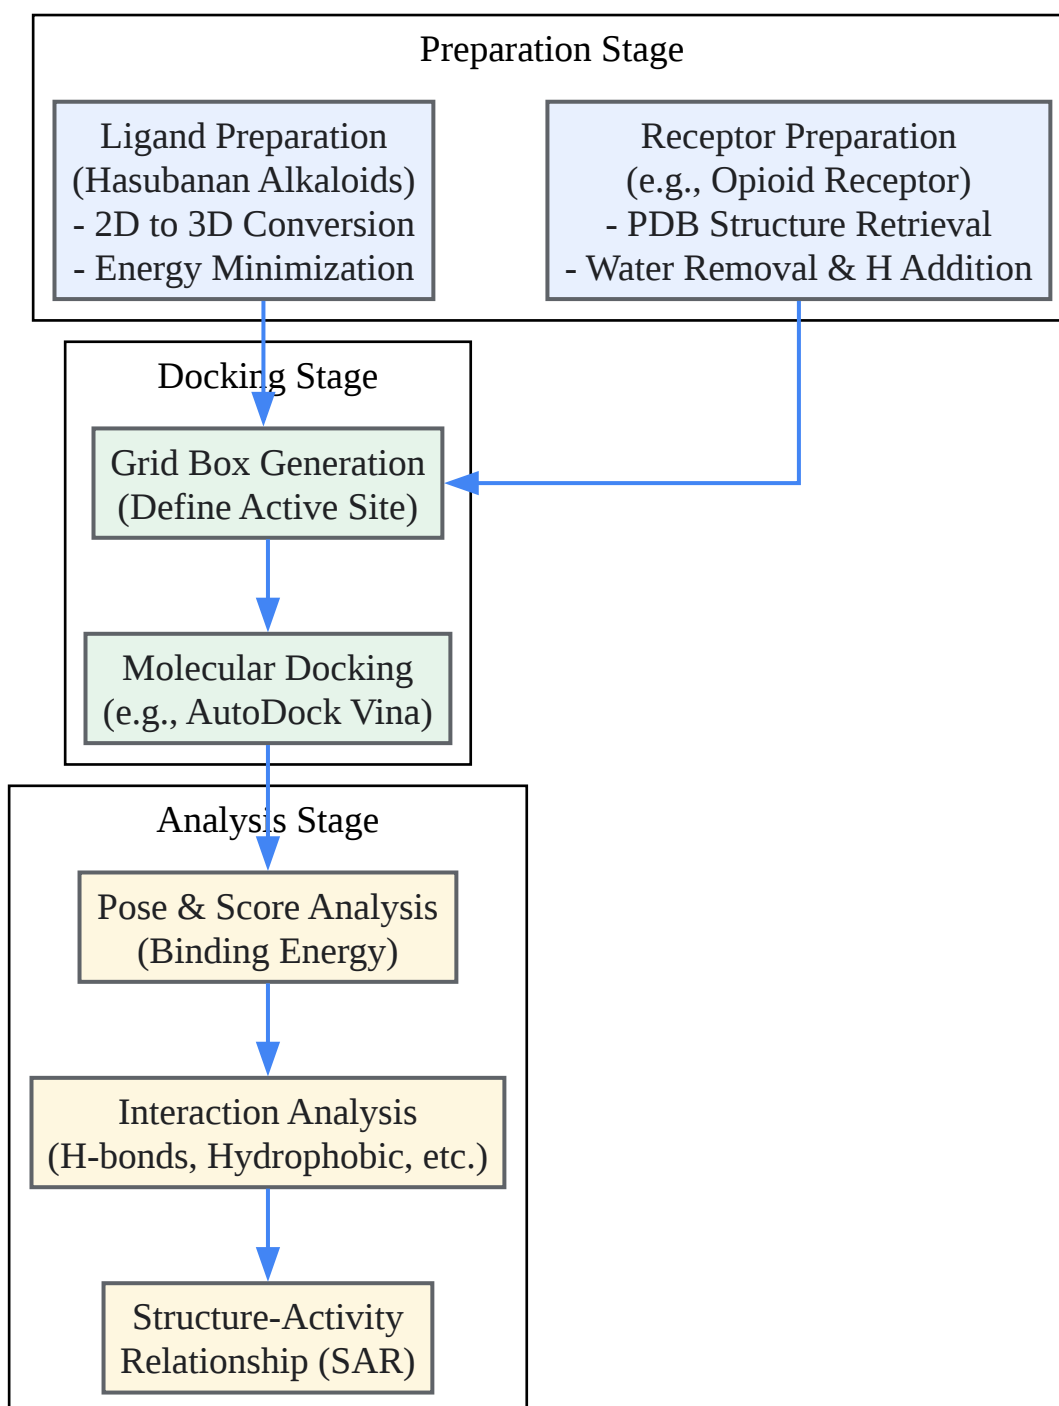 Preparation Stage
Ligand Preparation
(Hasubanan Alkaloids)
- 2D to 3D Conversion
- Energy Minimization
Receptor Preparation
(e.g., Opioid Receptor)
- PDB Structure Retrieval
- Water Removal & H Addition
Docking Stage
Grid Box Generation
(Define Active Site)
Molecular Docking
(e.g., AutoDock Vina)
Analysis Stage
Pose & Score Analysis
(Binding Energy)
Interaction Analysis
(H-bonds, Hydrophobic, etc.)
Structure-Activity
Relationship (SAR)